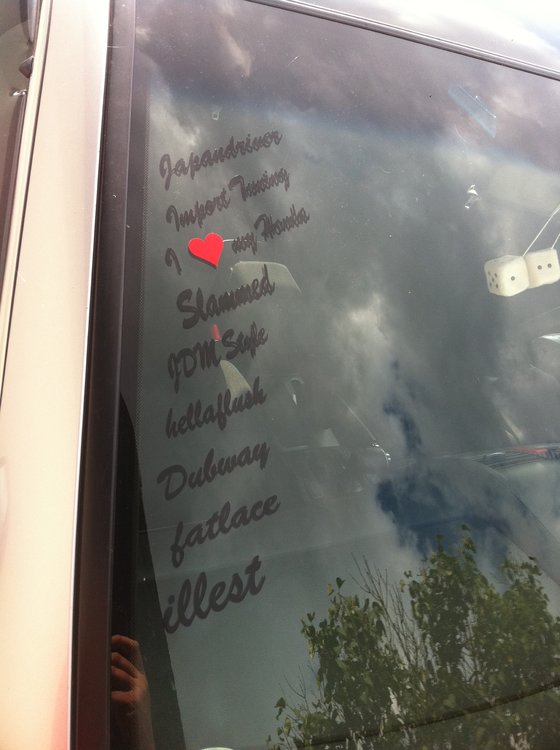 Japandriver
Import Tuning
I ❤ my Honda
Slammed
JDM Style
hellaflush
Dubway
fatlace
illest